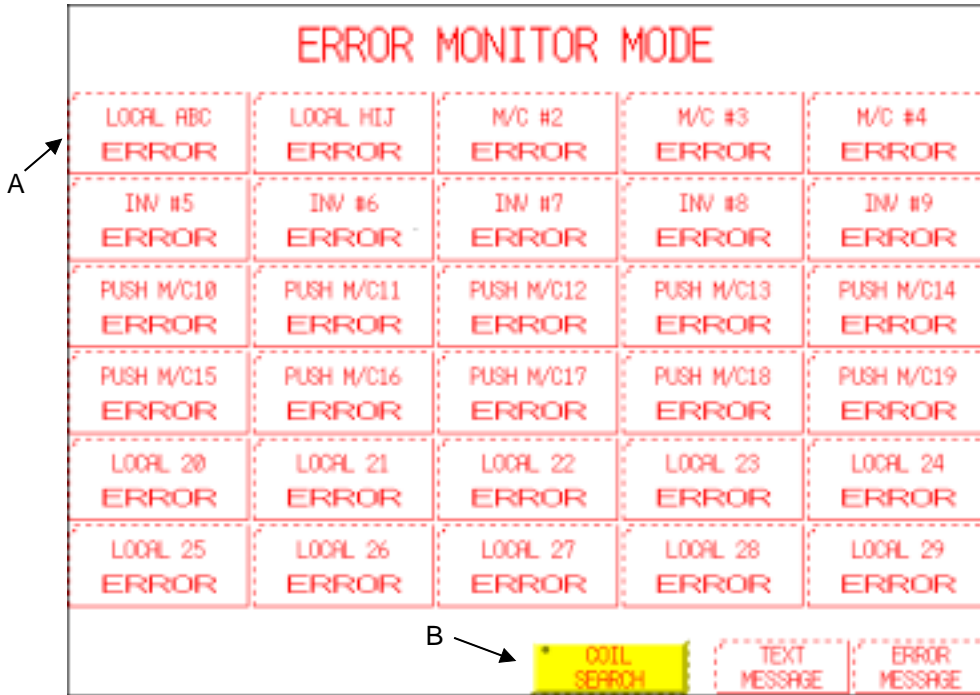 ERROR MONITOR MODE
LOCAL ABC LOCAL HIJ M/C #2 M/C #3 M/C #4
ERROR ERROR ERROR ERROR ERROR
A
INV #5 INV #6 INV #7 INV #8 INV #9
ERROR ERROR ERROR ERROR ERROR
PUSH M/C10 PUSH M/C11 PUSH M/C12 PUSH M/C13 PUSH M/C14
ERROR ERROR ERROR ERROR ERROR
PUSH M/C15 PUSH M/C16 PUSH M/C17 PUSH M/C18 PUSH M/C19
ERROR ERROR ERROR ERROR ERROR
LOCAL 20 LOCAL 21 LOCAL 22 LOCAL 23 LOCAL 24
ERROR ERROR ERROR ERROR ERROR
LOCAL 25 LOCAL 26 LOCAL 27 LOCAL 28 LOCAL 29
ERROR ERROR ERROR ERROR ERROR
B
COIL TEXT ERROR
SEARCH MESSAGE MESSAGE